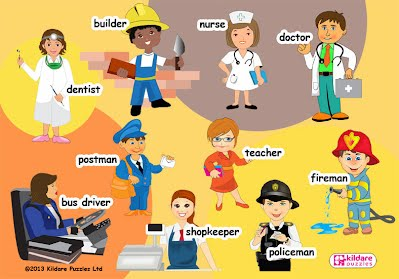 builder
nurse
doctor
dentist
postman
teacher
fireman
bus driver
shopkeeper
policeman
©2013 Kildare Puzzles Ltd
kildare
PUZZLES